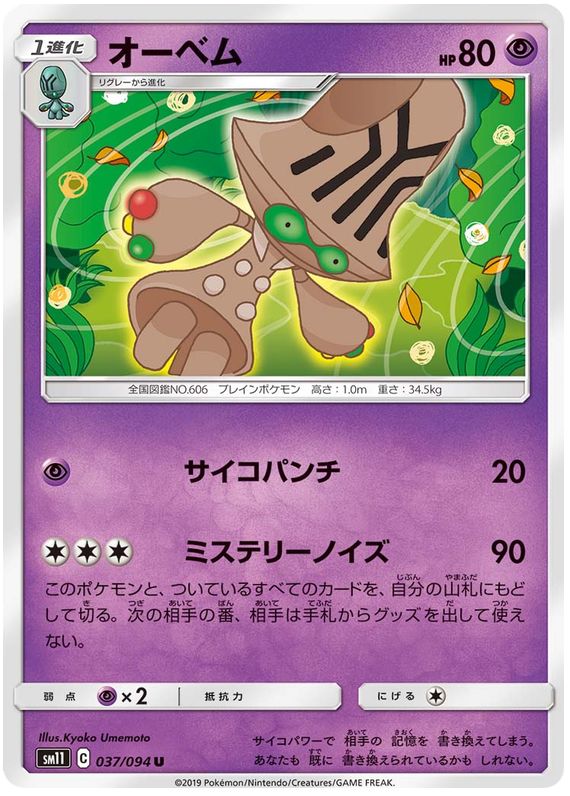 1進化 オーベム HP80
リグレーから進化
全国図鑑NO.606 ブレインポケモン 高さ：1.0m 重さ：34.5kg
サイコパンチ 20
ミステリーノイズ 90
このポケモンと、ついているすべてのカードを、自分の山札にもど
して切る。次の相手の番、相手は手札からグッズを出して使え
ない。
弱点 ×2 抵抗力 にげる
Illus.Kyoko Umemoto
SM11 C 037/094 U
サイコパワーで 相手の 記憶を 書き換えてしまう。
あなたも 既に 書き換えられているかも しれない。
©2019 Pokémon/Nintendo/Creatures/GAME FREAK.